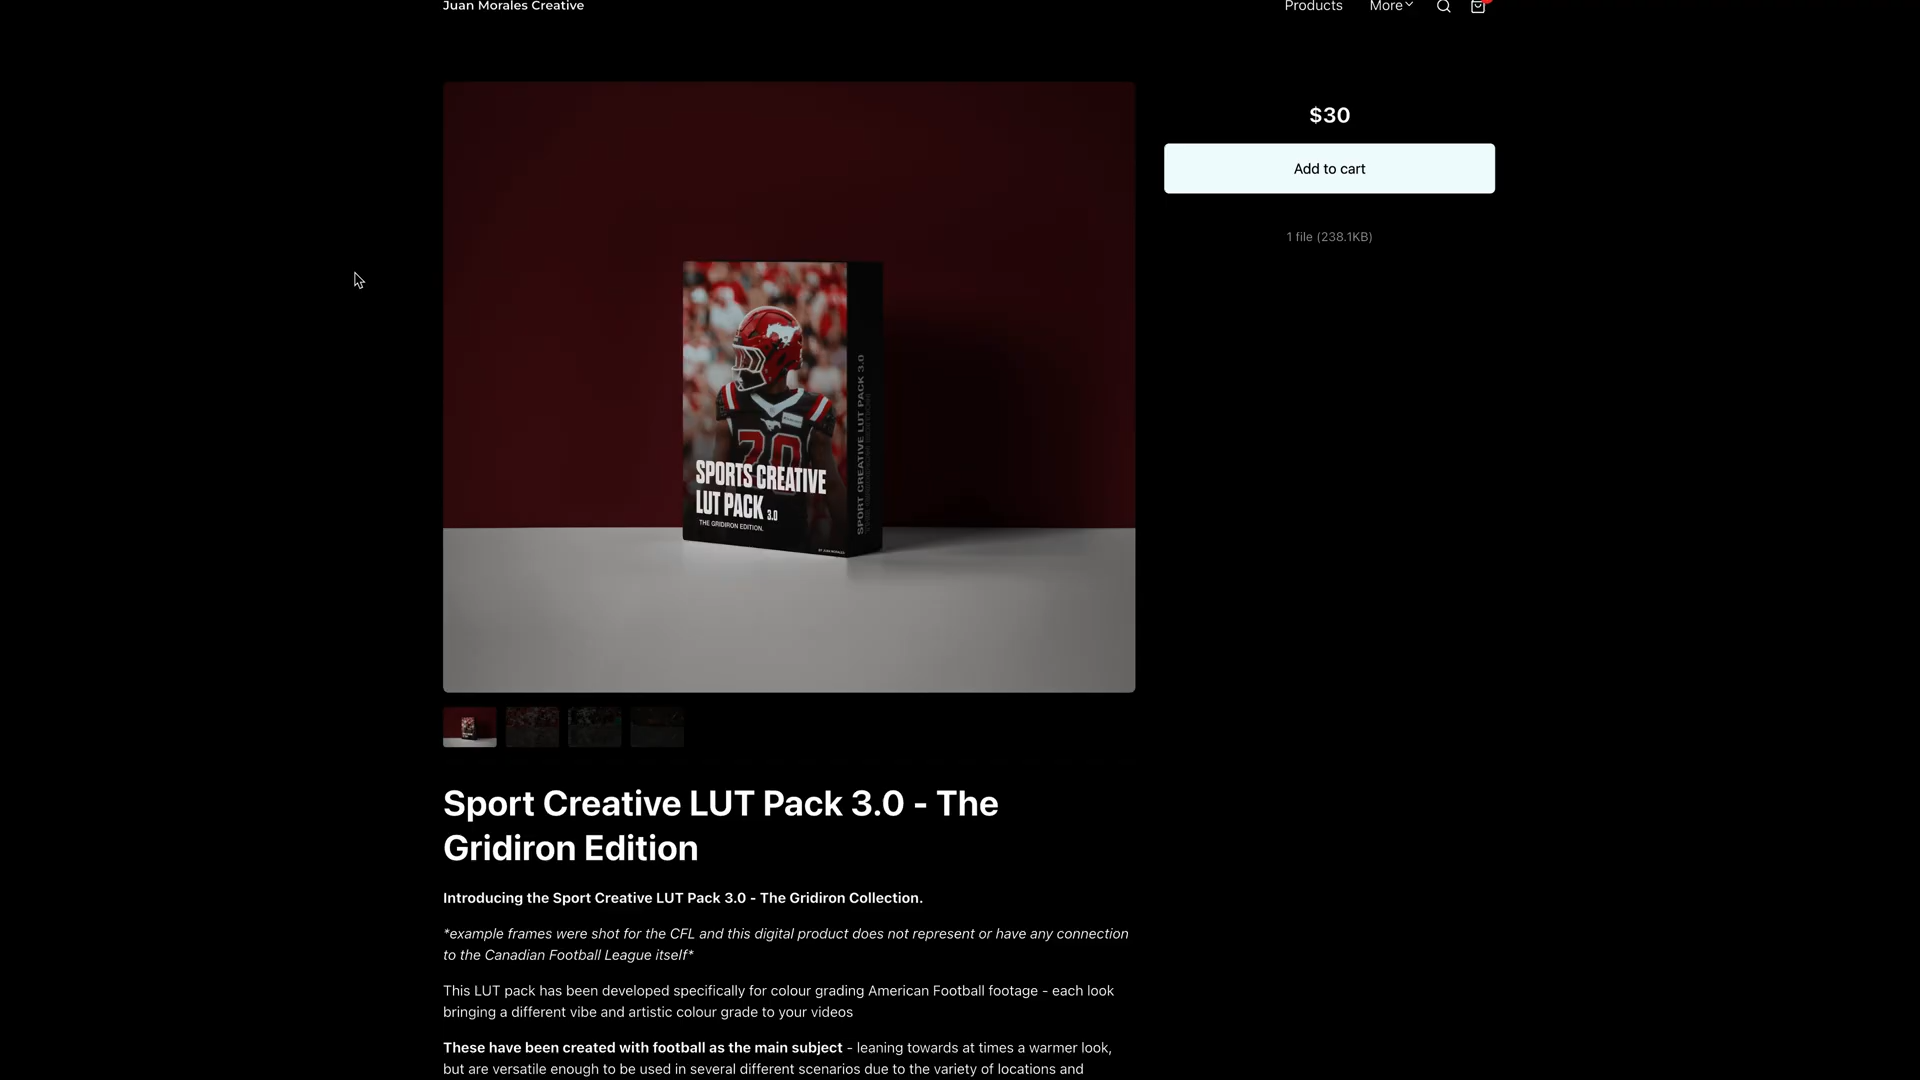 Juan Morales Creative
Products
More
$30
Add to cart
1 file (238.1KB)
SPORT CREATIVE LUT PACK 3.0
70
SPORTS CREATIVE
LUT PACK 3.0
THE GRIDIRON EDITION.
BY JUAN MORALES
Sport Creative LUT Pack 3.0 - The
Gridiron Edition
Introducing the Sport Creative LUT Pack 3.0 - The Gridiron Collection.
*example frames were shot for the CFL and this digital product does not represent or have any connection
to the Canadian Football League itself*
This LUT pack has been developed specifically for colour grading American Football footage - each look
bringing a different vibe and artistic colour grade to your videos
These have been created with football as the main subject - leaning towards at times a warmer look,
but are versatile enough to be used in several different scenarios due to the variety of locations and